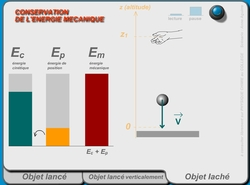 CONSERVATION
DE L'ENERGIE MECANIQUE
z (altitude)
z1
Ec
Ep
Em
énergie cinétique
énergie de position
énergie mécanique
V
0
Ec + Ep
Objet lancé
Objet lancé verticalement
Objet laché